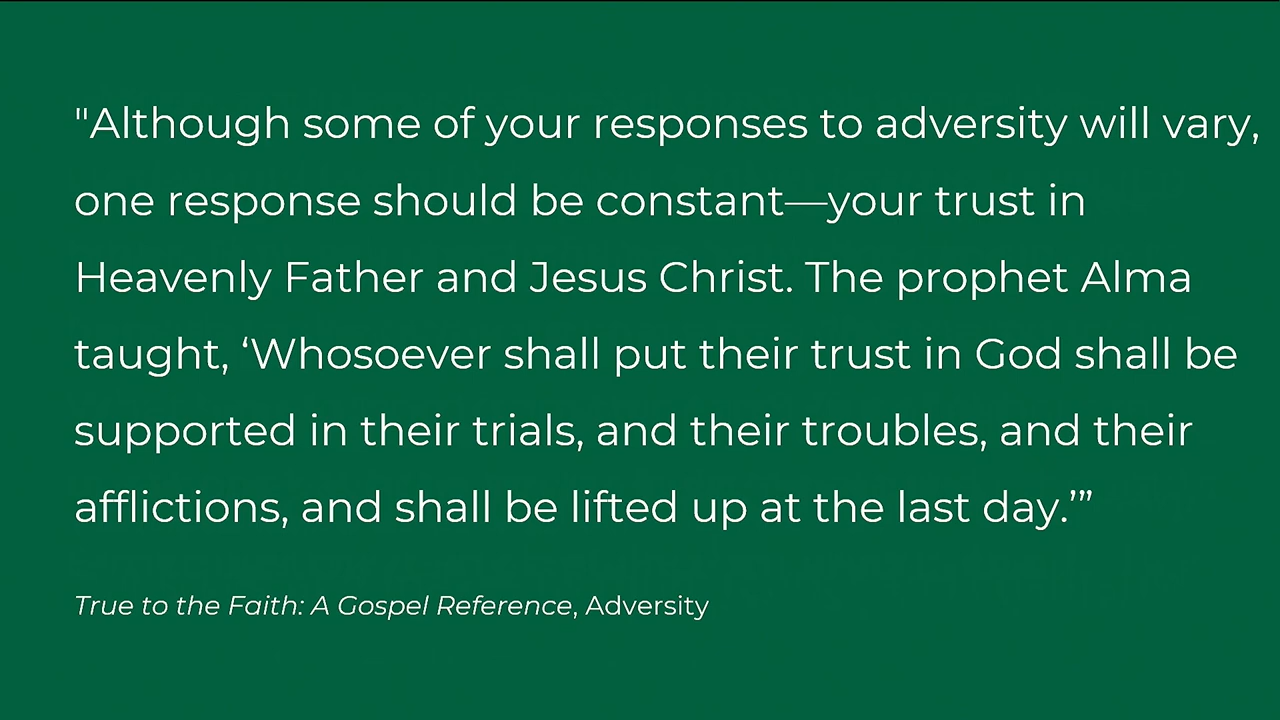 "Although some of your responses to adversity will vary,
one response should be constant—your trust in
Heavenly Father and Jesus Christ. The prophet Alma
taught, ‘Whosoever shall put their trust in God shall be
supported in their trials, and their troubles, and their
afflictions, and shall be lifted up at the last day.’”
True to the Faith: A Gospel Reference, Adversity